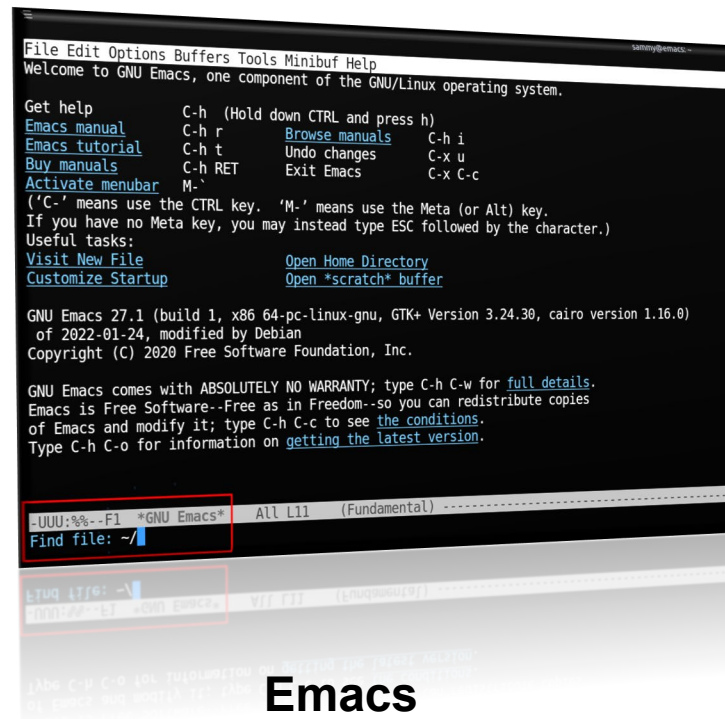 sammy@emacs: ~
File Edit Options Buffers Tools Minibuf Help
Welcome to GNU Emacs, one component of the GNU/Linux operating system.
Get help C-h (Hold down CTRL and press h)
Emacs manual C-h r Browse manuals C-h i
Emacs tutorial C-h t Undo changes C-x u
Buy manuals C-h RET Exit Emacs C-x C-c
Activate menubar M-`
(‘C-’ means use the CTRL key. ‘M-’ means use the Meta (or Alt) key.
If you have no Meta key, you may instead type ESC followed by the character.)
Useful tasks:
Visit New File Open Home Directory
Customize Startup Open *scratch* buffer
GNU Emacs 27.1 (build 1, x86 64-pc-linux-gnu, GTK+ Version 3.24.30, cairo version 1.16.0)
of 2022-01-24, modified by Debian
Copyright (C) 2020 Free Software Foundation, Inc.
GNU Emacs comes with ABSOLUTELY NO WARRANTY; type C-h C-w for full details.
Emacs is Free Software--Free as in Freedom--so you can redistribute copies
of Emacs and modify it; type C-h C-c to see the conditions.
Type C-h C-o for information on getting the latest version.
-UUU:%%--F1 *GNU Emacs* All L11 (Fundamental) ------------------------------
Find file: ~/
Emacs